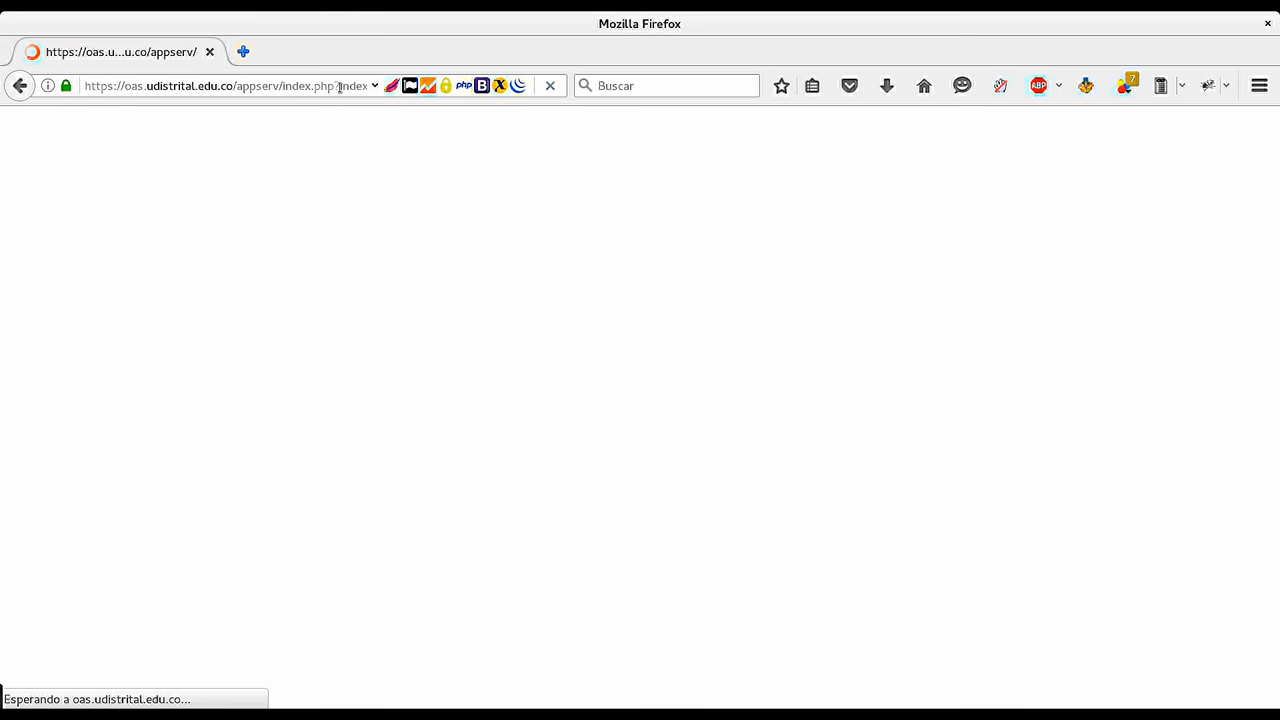 Mozilla Firefox
https://oas.u...u.co/appserv/
https://oas.udistrital.edu.co/appserv/index.php?index
php
B
Buscar
ABP
7
Esperando a oas.udistrital.edu.co...